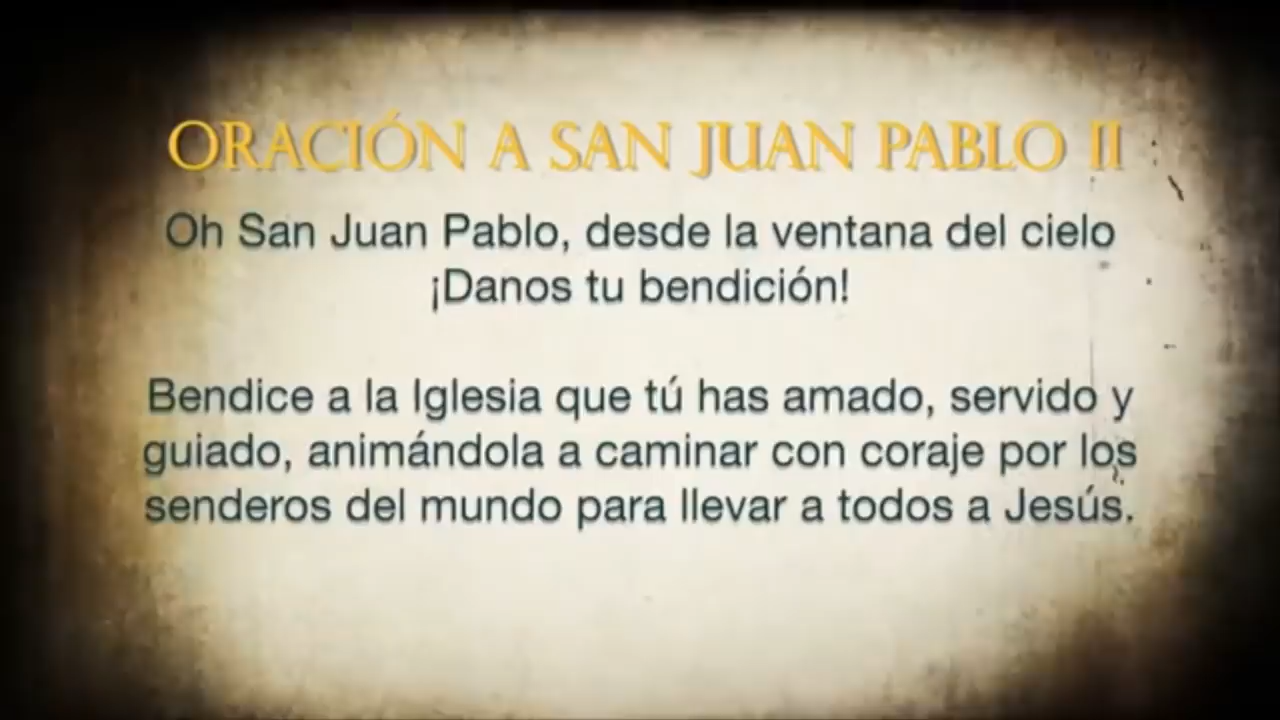 ORACIÓN A SAN JUAN PABLO II
Oh San Juan Pablo, desde la ventana del cielo
¡Danos tu bendición!
Bendice a la Iglesia que tú has amado, servido y
guiado, animándola a caminar con coraje por los
senderos del mundo para llevar a todos a Jesús.